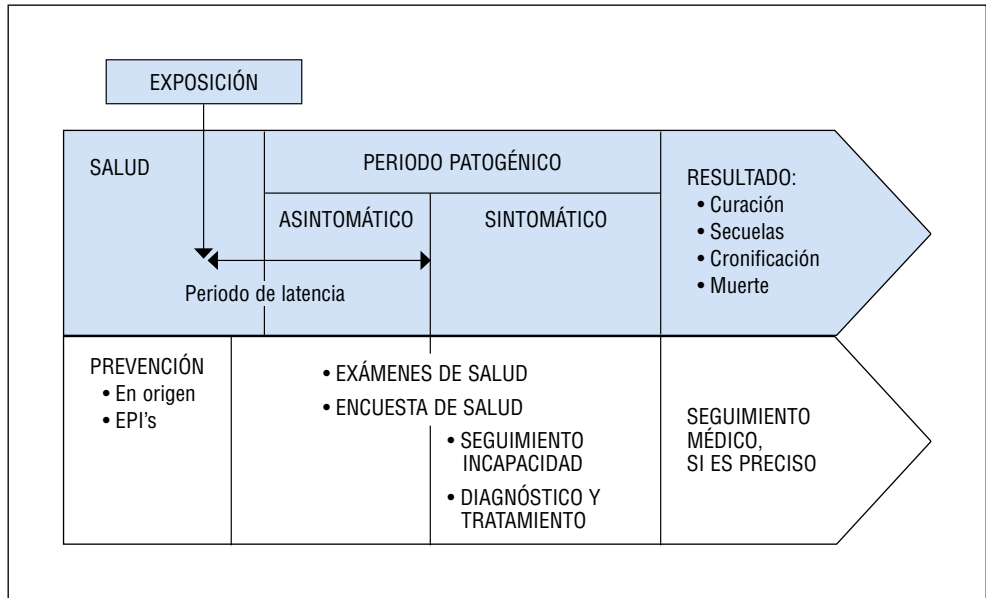 EXPOSICIÓN
SALUD
PERIODO PATOGÉNICO
ASINTOMÁTICO
SINTOMÁTICO
Periodo de latencia
RESULTADO:
• Curación
• Secuelas
• Cronificación
• Muerte
PREVENCIÓN
• En origen
• EPI's
• EXÁMENES DE SALUD
• ENCUESTA DE SALUD
• SEGUIMIENTO
INCAPACIDAD
• DIAGNÓSTICO Y
TRATAMIENTO
SEGUIMIENTO
MÉDICO,
SI ES PRECISO